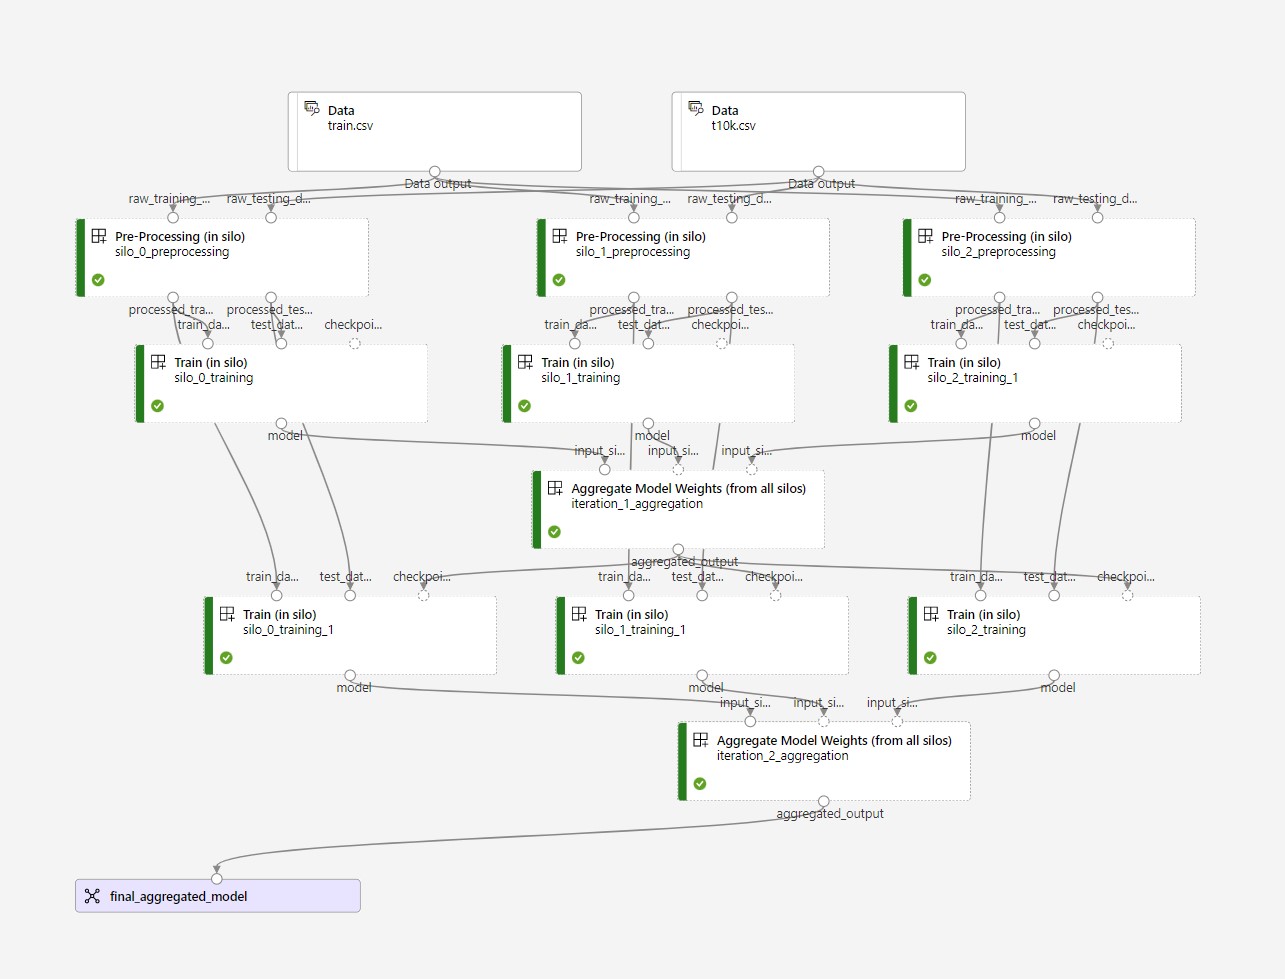 Data
train.csv
Data
t10k.csv
Data output
Data output
raw_training_...
raw_testing_d...
raw_training_...
raw_testing_d...
raw_training_...
raw_testing_d...
Pre-Processing (in silo)
silo_0_preprocessing
Pre-Processing (in silo)
silo_1_preprocessing
Pre-Processing (in silo)
silo_2_preprocessing
processed_tra...
processed_tes...
processed_tra...
processed_tes...
processed_tra...
processed_tes...
train_da...
test_dat...
checkpoi...
train_da...
test_dat...
checkpoi...
train_da...
test_dat...
checkpoi...
Train (in silo)
silo_0_training
Train (in silo)
silo_1_training
Train (in silo)
silo_2_training_1
model
model
model
input_si...
input_si...
input_si...
Aggregate Model Weights (from all silos)
iteration_1_aggregation
aggregated_output
train_da...
test_dat...
checkpoi...
train_da...
test_dat...
checkpoi...
train_da...
test_dat...
checkpoi...
Train (in silo)
silo_0_training_1
Train (in silo)
silo_1_training_1
Train (in silo)
silo_2_training
model
model
model
input_si...
input_si...
input_si...
Aggregate Model Weights (from all silos)
iteration_2_aggregation
aggregated_output
final_aggregated_model